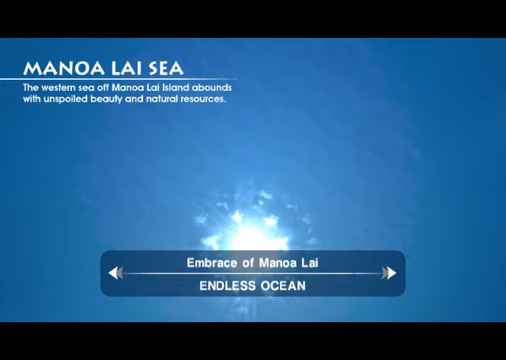 MANOA LAI SEA
The western sea off Manoa Lai Island abounds
with unspoiled beauty and natural resources.
Embrace of Manoa Lai
ENDLESS OCEAN